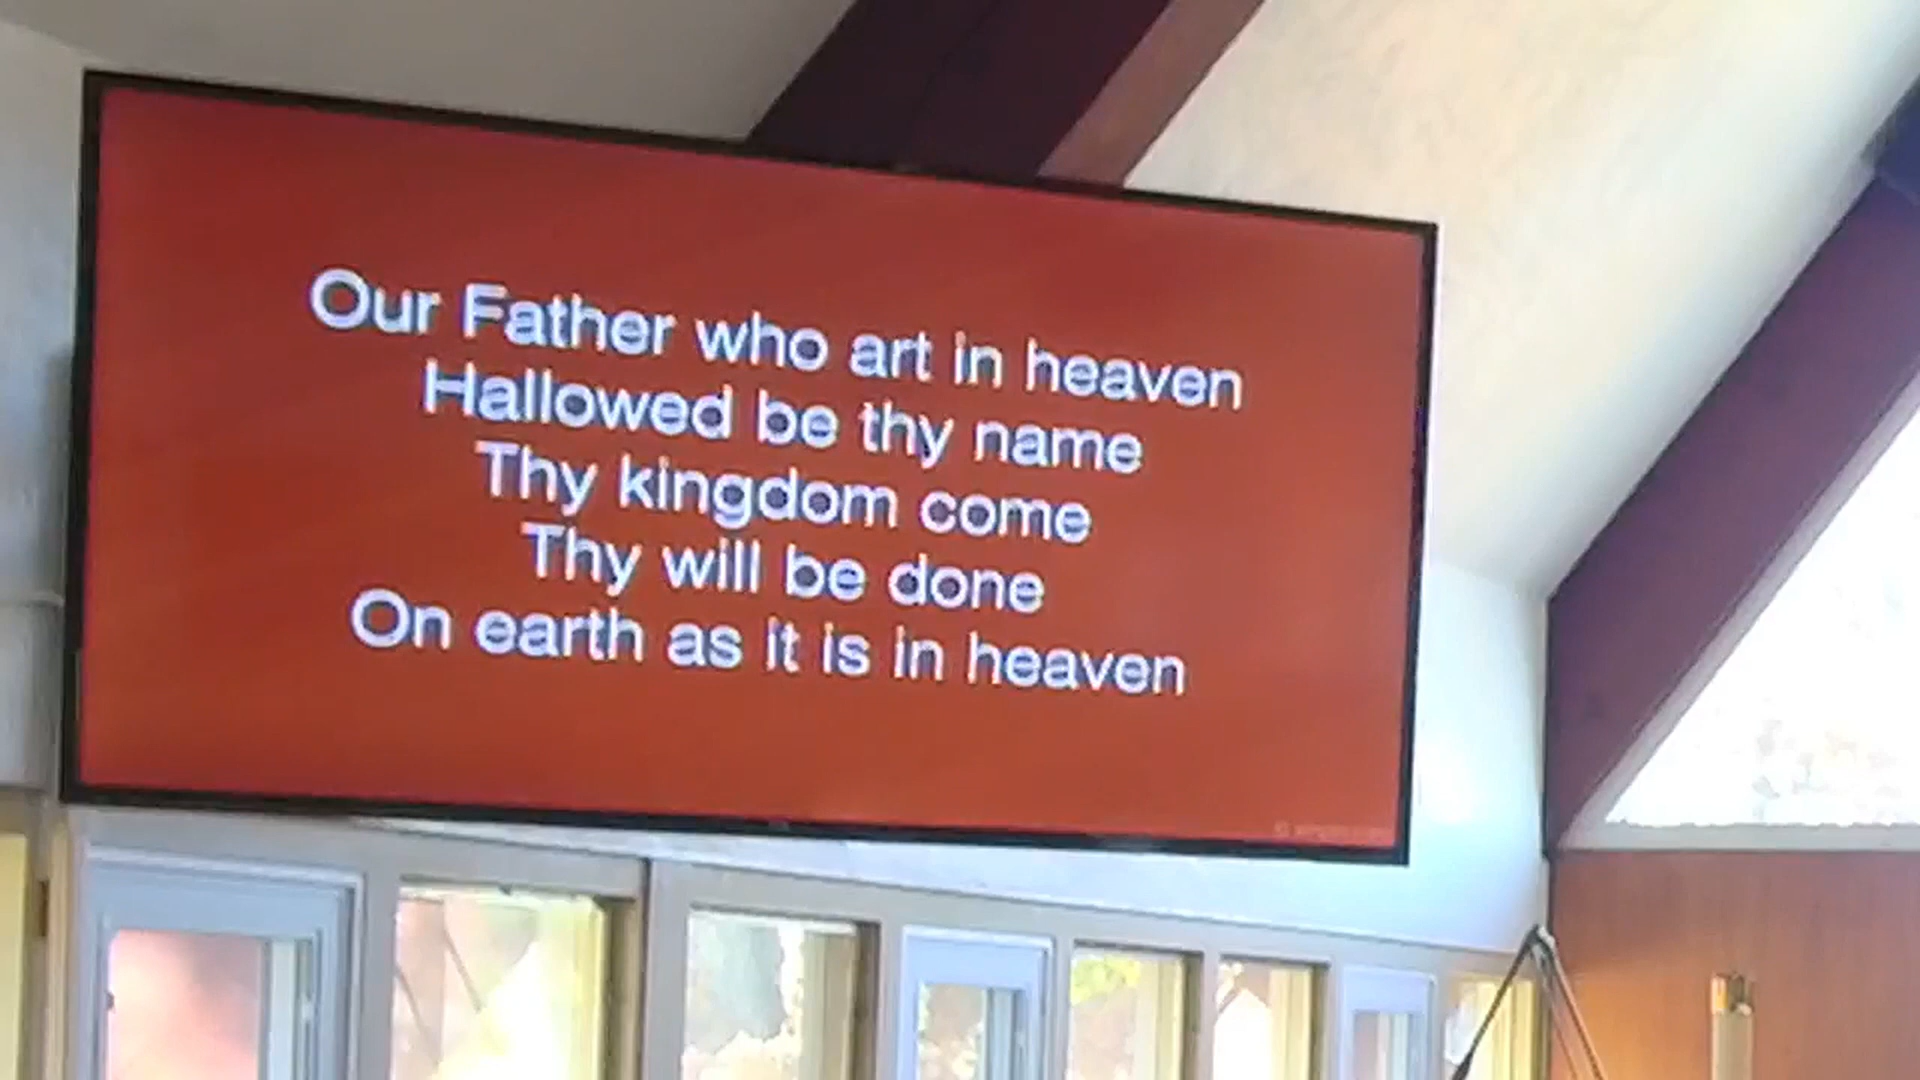 Our Father who art in heaven
Hallowed be thy name
Thy kingdom come
Thy will be done
On earth as it is in heaven